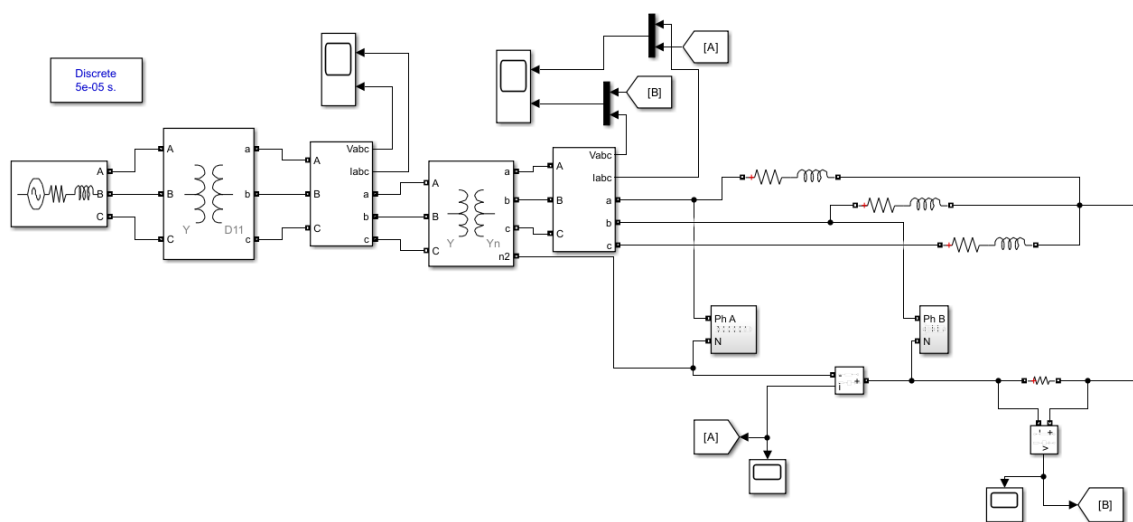 Discrete
5e-05 s.
A
B
C
A
B
C
Y
D11
a
b
c
A
B
C
Vabc
Iabc
a
b
c
A
B
C
Y
Yn
a
b
c
n2
A
B
C
Vabc
Iabc
a
b
c
[A]
[B]
Ph A
N
Ph B
N
-
i
+
[A]
+
v
[B]